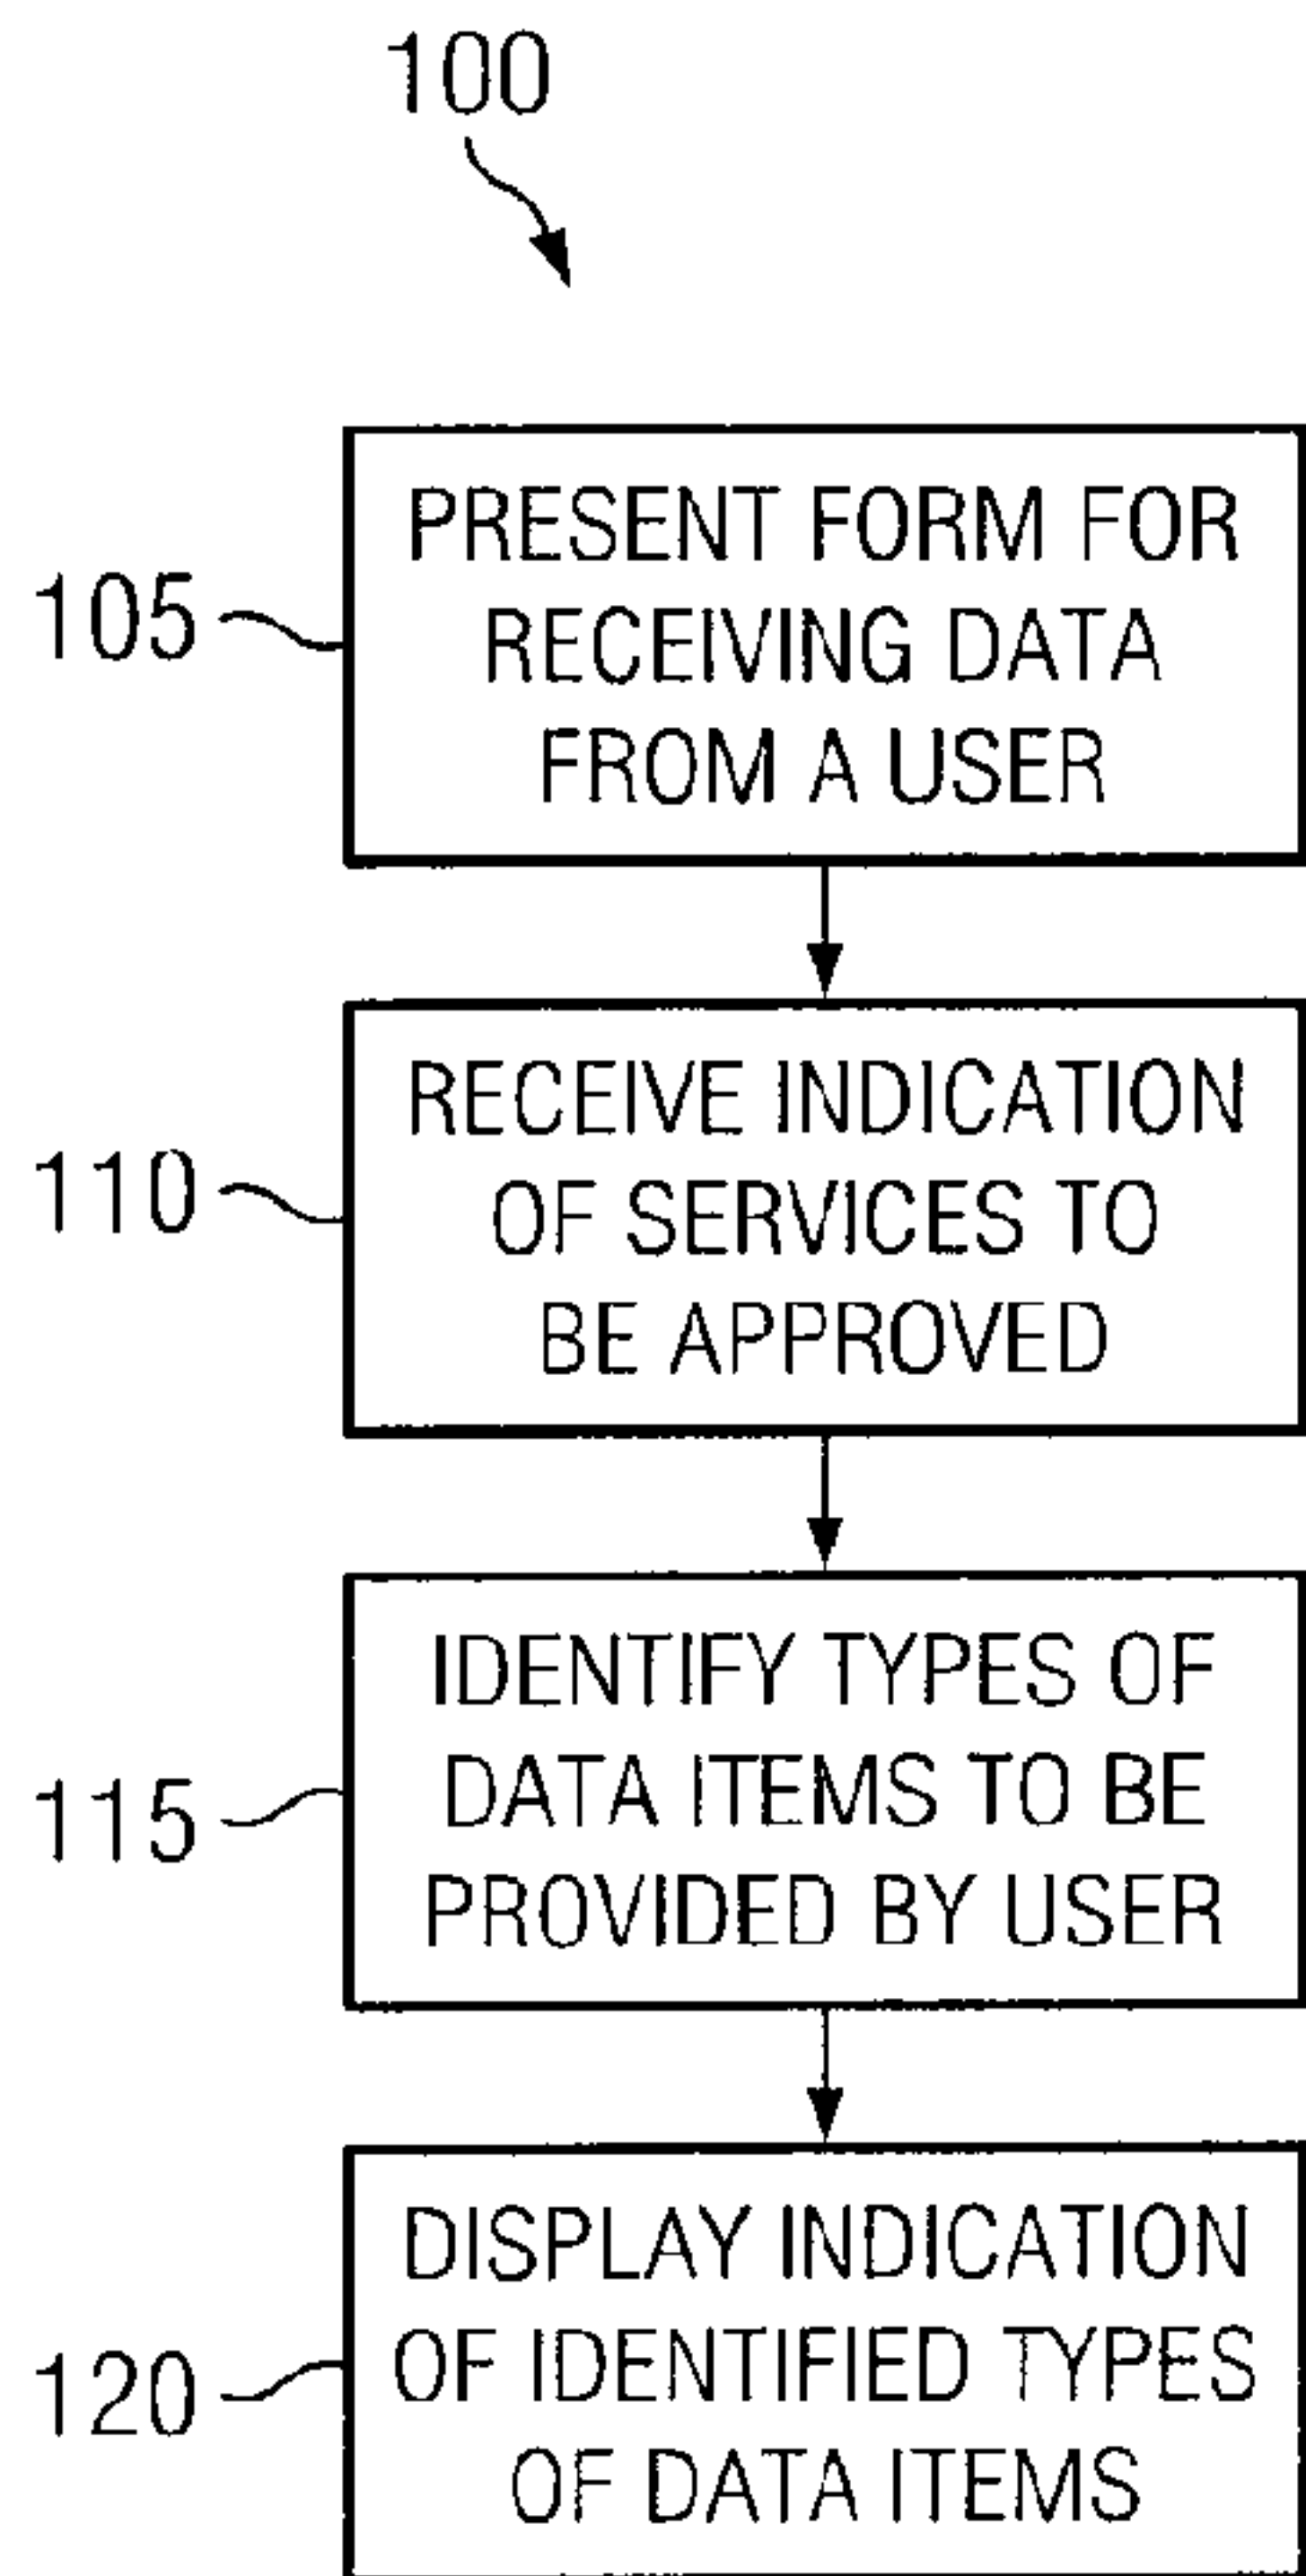 100
105
PRESENT FORM FOR
RECEIVING DATA
FROM A USER
110
RECEIVE INDICATION
OF SERVICES TO
BE APPROVED
115
IDENTIFY TYPES OF
DATA ITEMS TO BE
PROVIDED BY USER
120
DISPLAY INDICATION
OF IDENTIFIED TYPES
OF DATA ITEMS